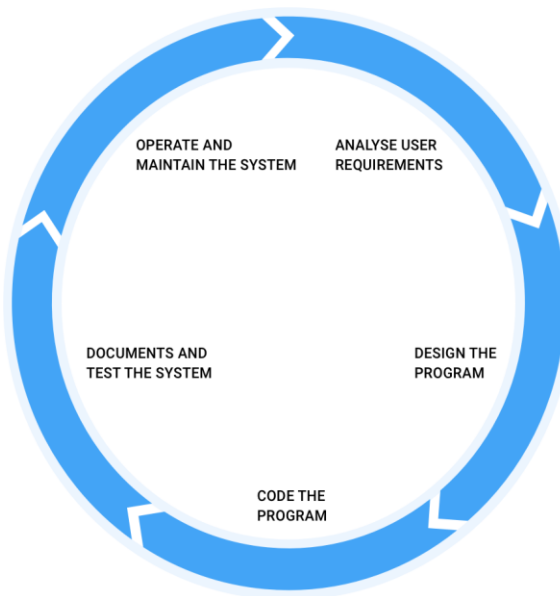 OPERATE AND
MAINTAIN THE SYSTEM
ANALYSE USER
REQUIREMENTS
DOCUMENTS AND
TEST THE SYSTEM
DESIGN THE
PROGRAM
CODE THE
PROGRAM